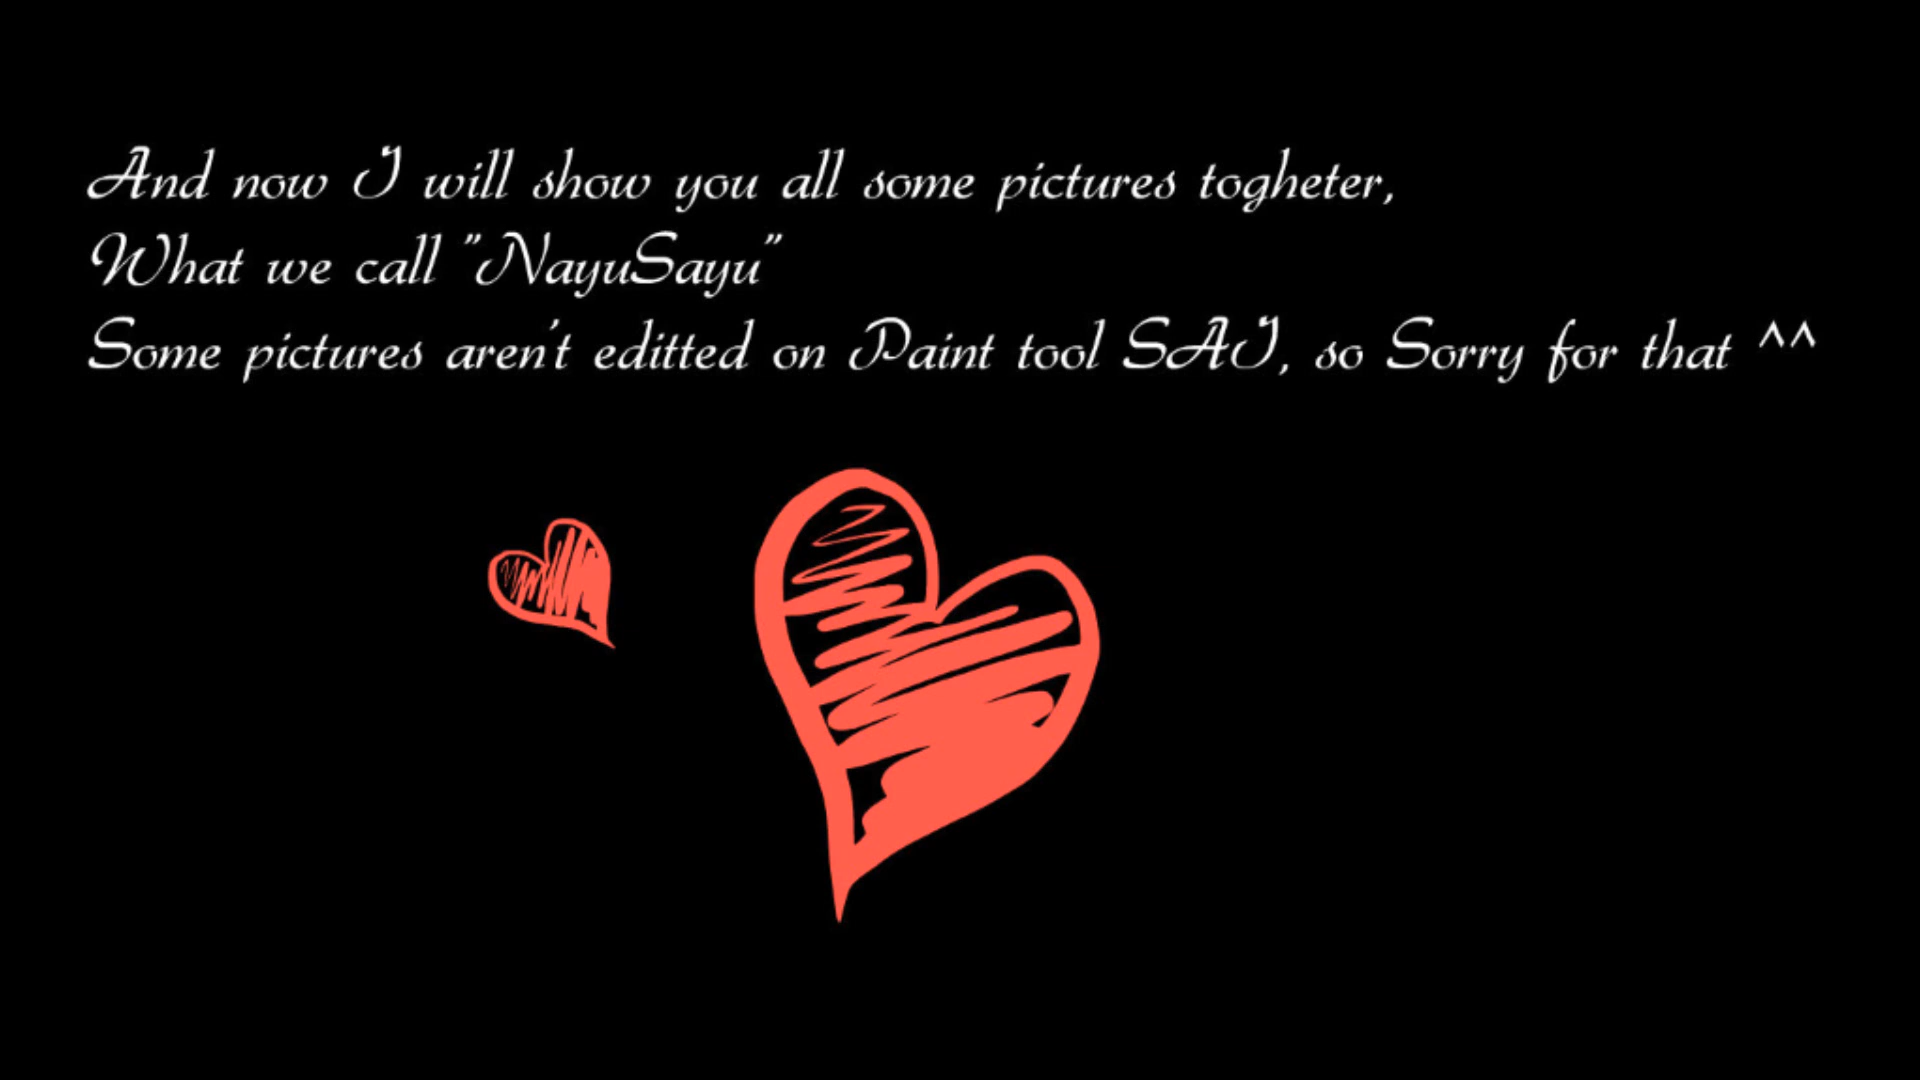 And now I will show you all some pictures togheter,
What we call "NayuSayu"
Some pictures aren't editted on Paint tool SAI, so Sorry for that ^^